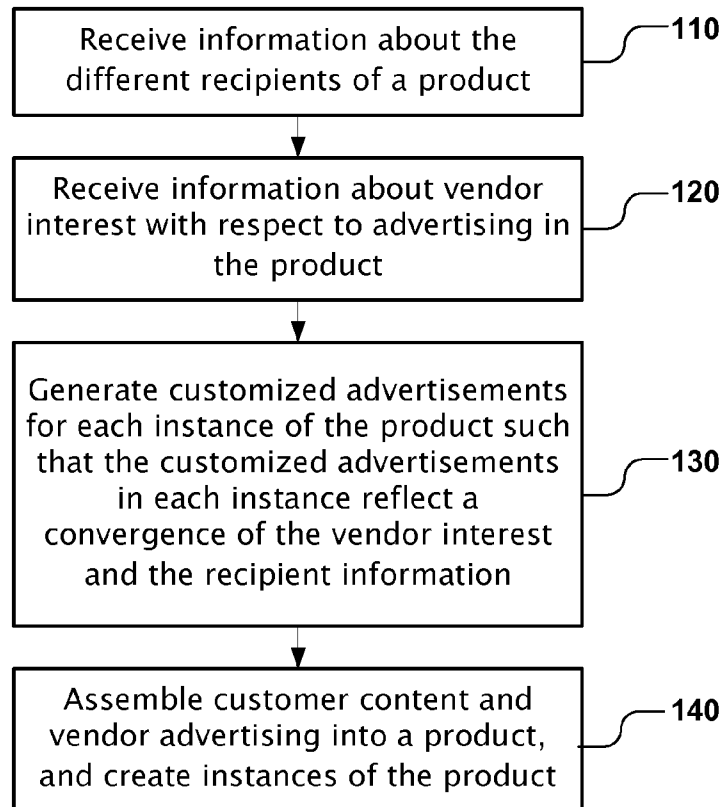 Receive information about the
different recipients of a product
110
Receive information about vendor
interest with respect to advertising in
the product
120
Generate customized advertisements
for each instance of the product such
that the customized advertisements
in each instance reflect a
convergence of the vendor interest
and the recipient information
130
Assemble customer content and
vendor advertising into a product,
and create instances of the product
140